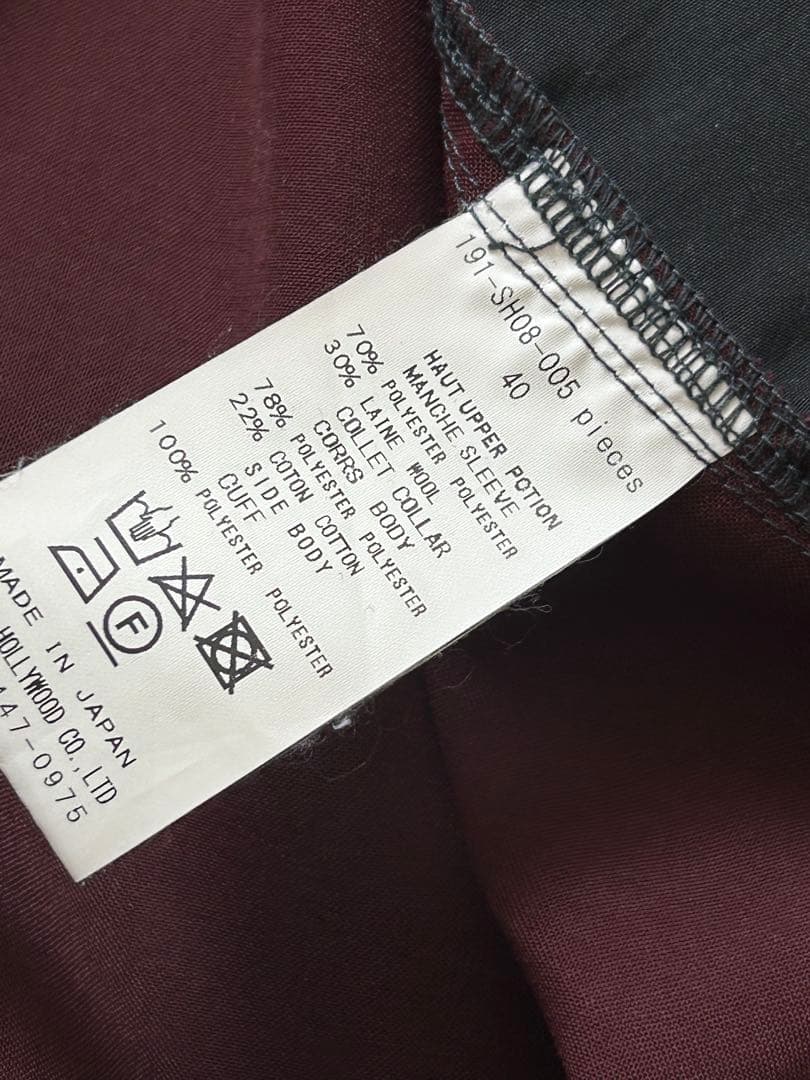 191-SH08-005 pieces
40
HAUT UPPER POTION
MANCHE SLEEVE
70% POLYESTER POLYESTER
30% LAINE WOOL
COLLET COLLAR
CORRS BODY
78% POLYESTER POLYESTER
22% COTON COTTON
SIDE BODY
CUFF
100% POLYESTER POLYESTER
F
MADE IN JAPAN
HOLLYWOOD CO.,LTD
447-0975